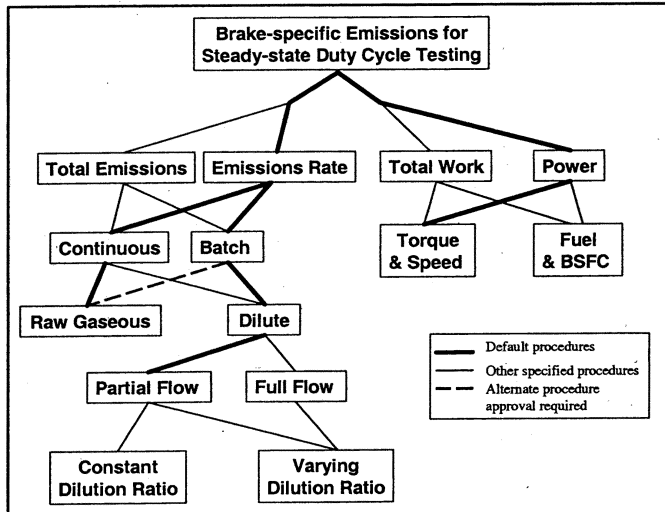 Brake-specific Emissions for
Steady-state Duty Cycle Testing
Total Emissions
Emissions Rate
Total Work
Power
Continuous
Batch
Torque
& Speed
Fuel
& BSFC
Raw Gaseous
Dilute
Partial Flow
Full Flow
Constant
Dilution Ratio
Varying
Dilution Ratio
Default procedures
Other specified procedures
Alternate procedure
approval required